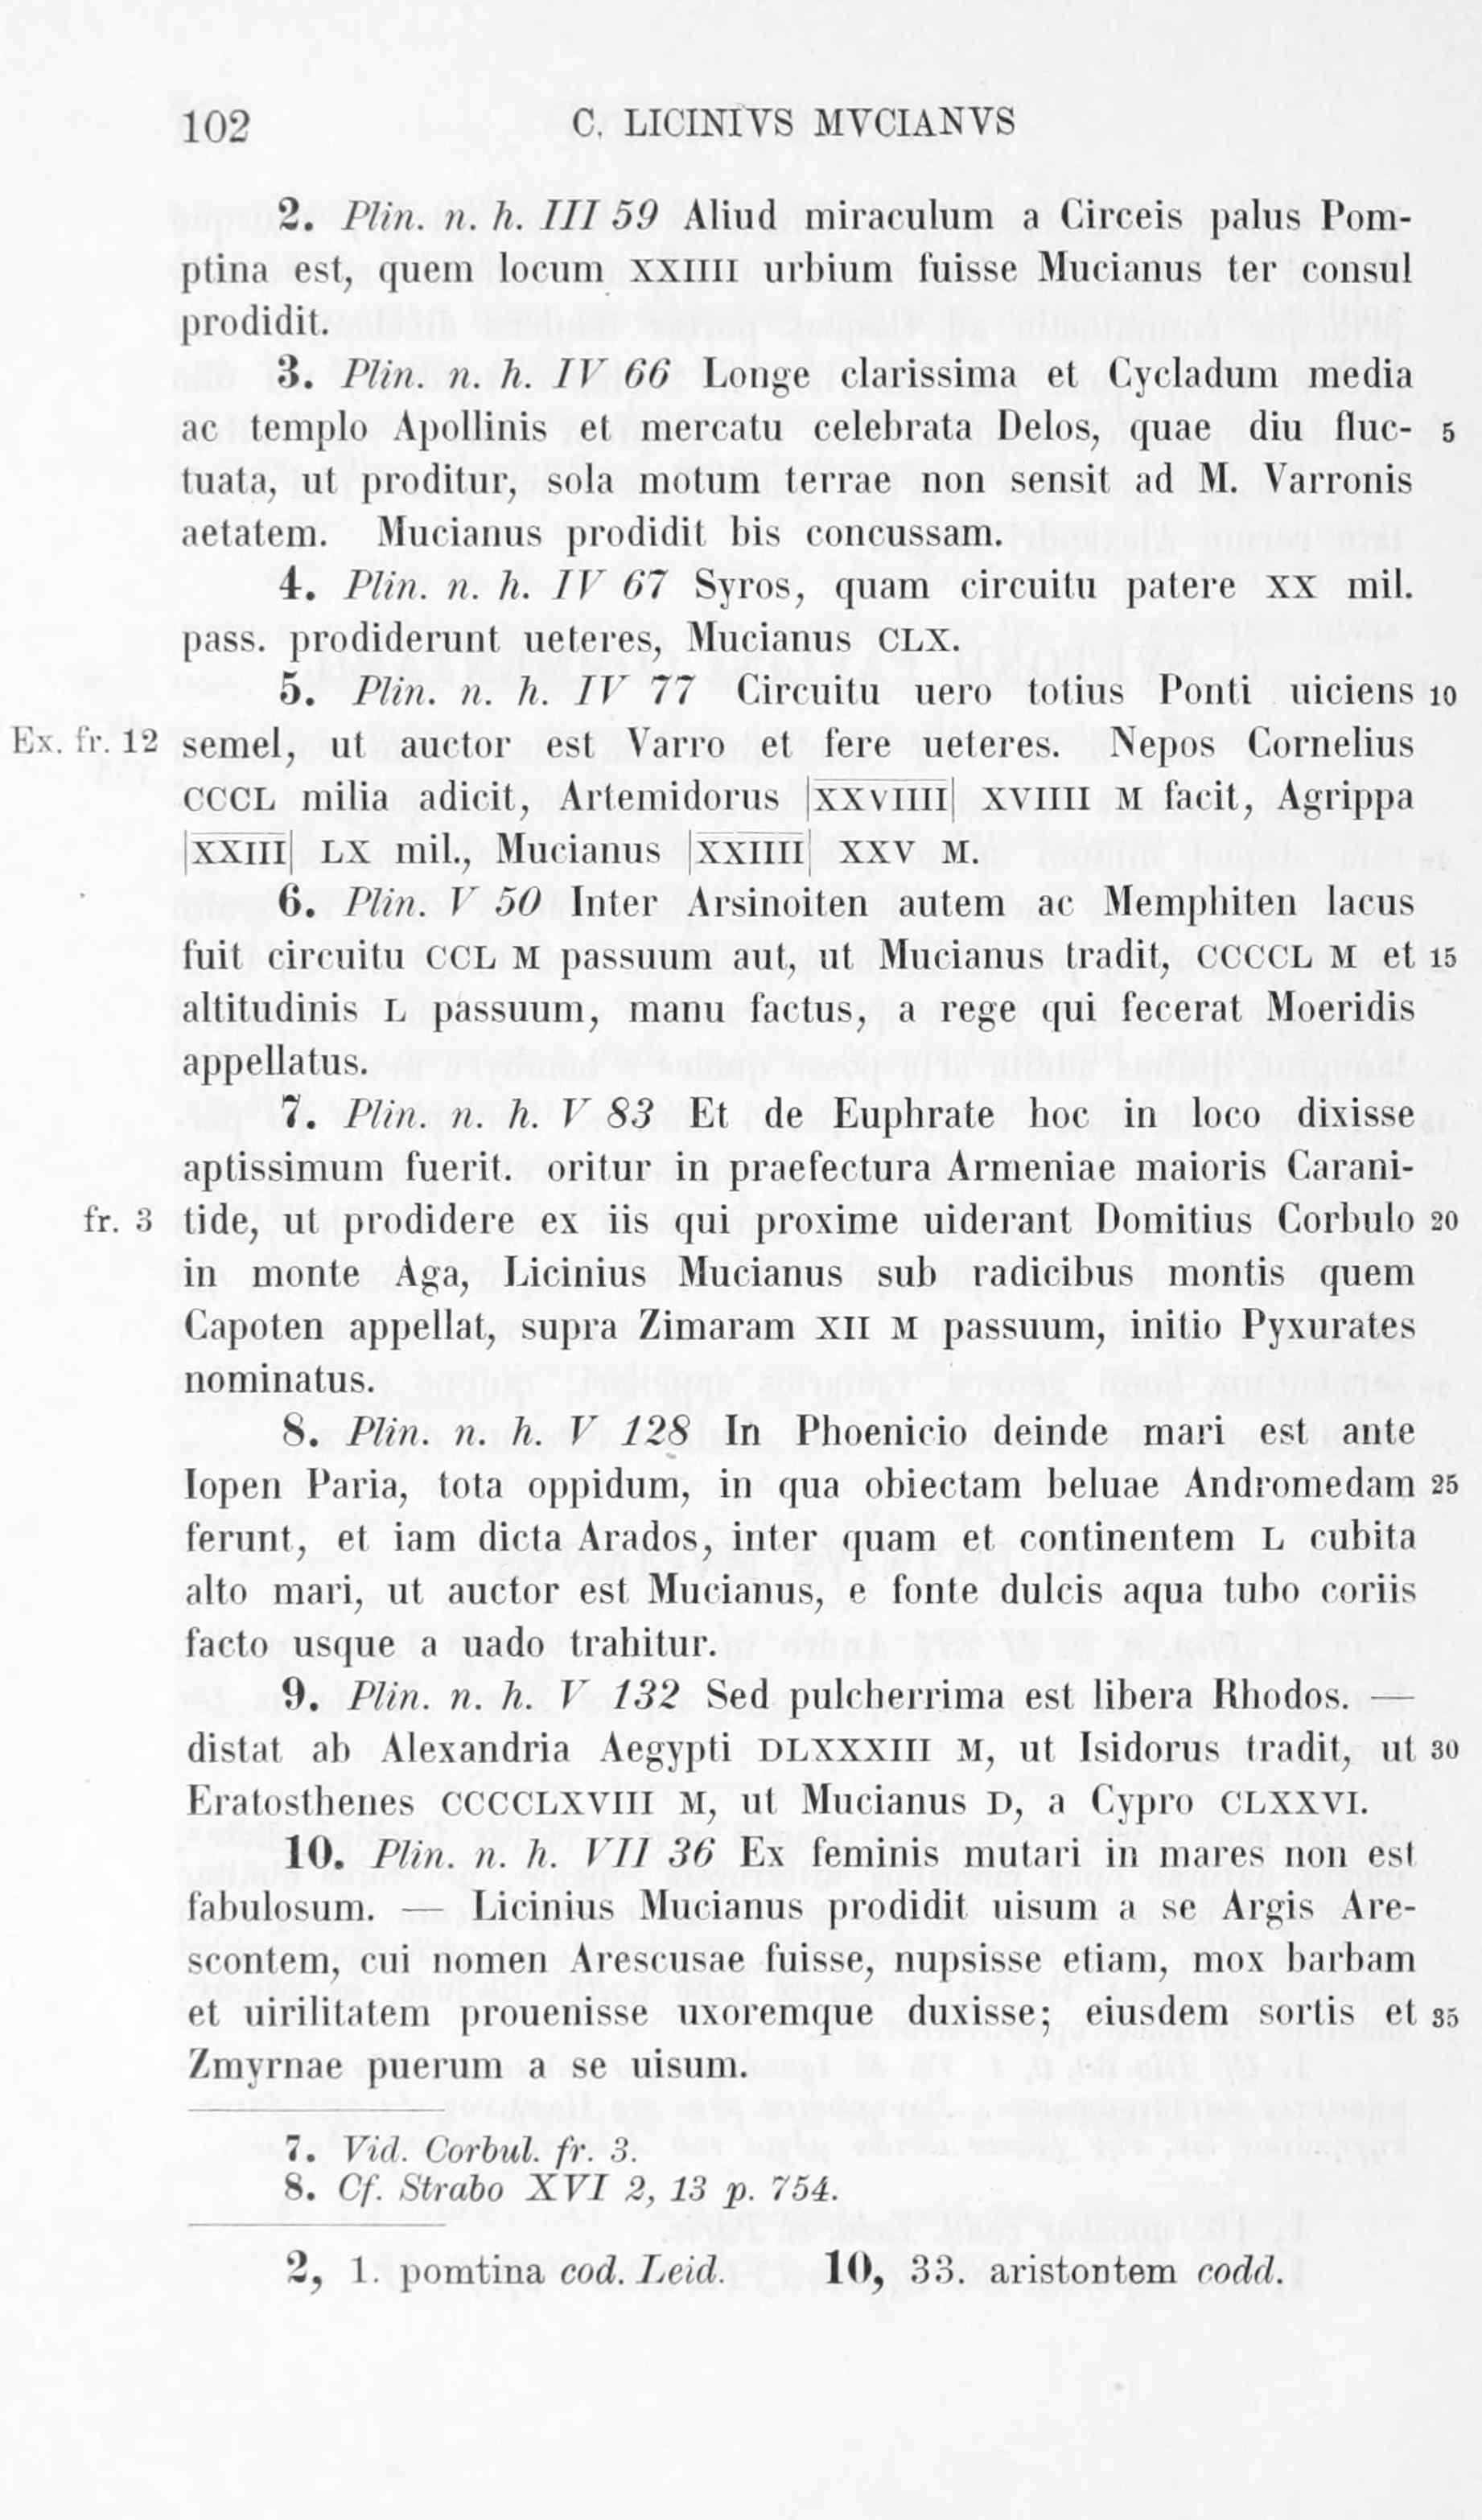 102 C. LICINIVS MVCIANVS
2. Plin. n. h. III 59 Aliud miraculum a Circeis palus Pom-
ptina est, quem locum XXIIII urbium fuisse Mucianus ter consul
prodidit.
3. Plin. n. h. IV 66 Longe clarissima et Cycladum media
ac templo Apollinis et mercatu celebrata Delos, quae diu fluc- 5
tuata, ut proditur, sola motum terrae non sensit ad M. Varronis
aetatem. Mucianus prodidit bis concussam.
4. Plin. n. h. IV 67 Syros, quam circuitu patere XX mil.
pass. prodiderunt ueteres, Mucianus CLX.
5. Plin. n. h. IV 77 Circuitu uero totius Ponti uiciens 10
Ex. fr. 12 semel, ut auctor est Varro et fere ueteres. Nepos Cornelius
CCCL milia adicit, Artemidorus |X̅X̅V̅I̅I̅I̅I̅| XVIIII M facit, Agrippa
|X̅X̅I̅I̅I̅| LX mil., Mucianus |X̅X̅I̅I̅I̅I̅| XXV M.
6. Plin. V 50 Inter Arsinoiten autem ac Memphiten lacus
fuit circuitu CCL M passuum aut, ut Mucianus tradit, CCCCL M et 15
altitudinis L passuum, manu factus, a rege qui fecerat Moeridis
appellatus.
7. Plin. n. h. V 83 Et de Euphrate hoc in loco dixisse
aptissimum fuerit. oritur in praefectura Armeniae maioris Carani-
fr. 3 tide, ut prodidere ex iis qui proxime uiderant Domitius Corbulo 20
in monte Aga, Licinius Mucianus sub radicibus montis quem
Capoten appellat, supra Zimaram XII M passuum, initio Pyxurates
nominatus.
8. Plin. n. h. V 128 In Phoenicio deinde mari est ante
Iopen Paria, tota oppidum, in qua obiectam beluae Andromedam 25
ferunt, et iam dicta Arados, inter quam et continentem L cubita
alto mari, ut auctor est Mucianus, e fonte dulcis aqua tubo coriis
facto usque a uado trahitur.
9. Plin. n. h. V 132 Sed pulcherrima est libera Rhodos. —
distat ab Alexandria Aegypti DLXXXIII M, ut Isidorus tradit, ut 30
Eratosthenes CCCCLXVIII M, ut Mucianus D, a Cypro CLXXVI.
10. Plin. n. h. VII 36 Ex feminis mutari in mares non est
fabulosum. — Licinius Mucianus prodidit uisum a se Argis Are-
scontem, cui nomen Arescusae fuisse, nupsisse etiam, mox barbam
et uirilitatem prouenisse uxoremque duxisse; eiusdem sortis et 35
Zmyrnae puerum a se uisum.
7. Vid. Corbul. fr. 3.
8. Cf. Strabo XVI 2, 13 p. 754.
2, 1. pomtina cod. Leid. 10, 33. aristontem codd.